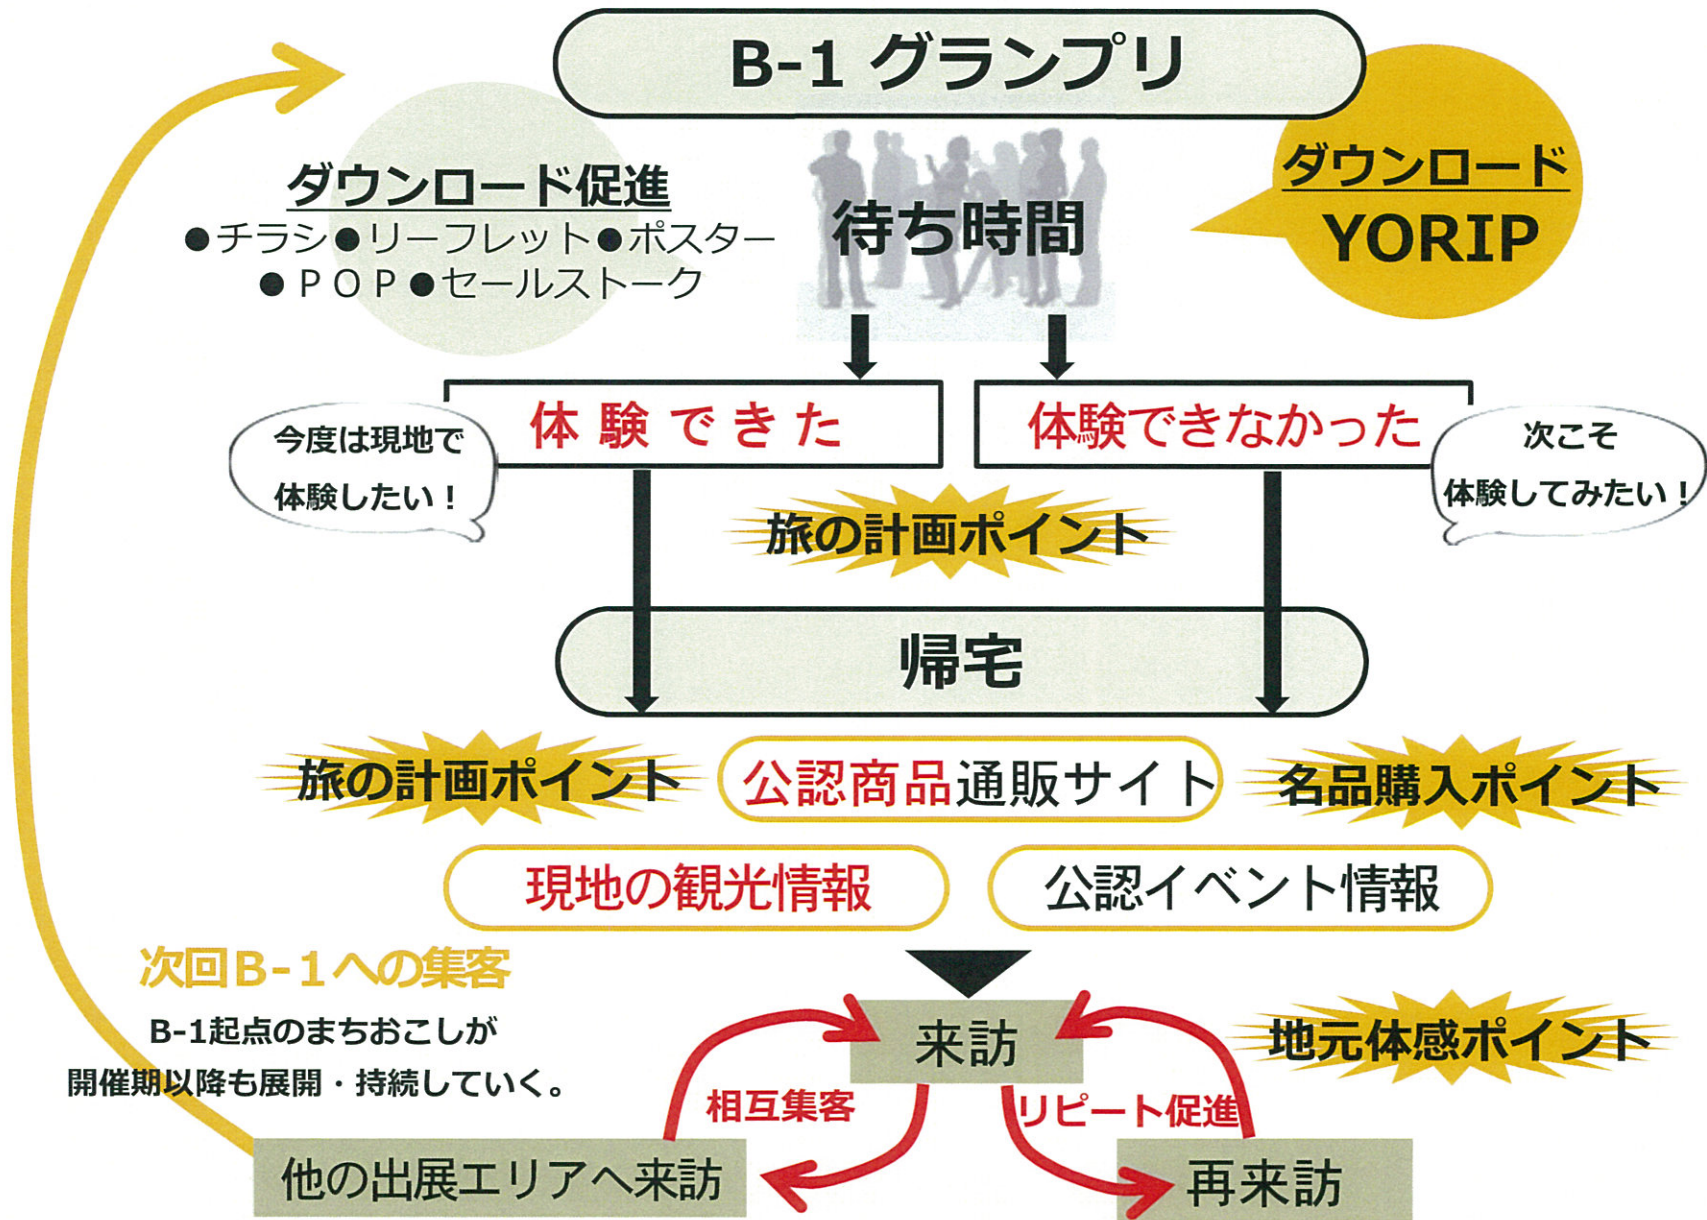 B-1 グランプリ
ダウンロード促進
●チラシ●リーフレット●ポスター
●ＰＯＰ●セールストーク
待ち時間
ダウンロード
YORIP
体験できた
体験できなかった
今度は現地で
体験したい！
次こそ
体験してみたい！
旅の計画ポイント
帰宅
旅の計画ポイント
公認商品通販サイト
名品購入ポイント
現地の観光情報
公認イベント情報
次回B-1への集客
B-1起点のまちおこしが
開催期以降も展開・持続していく。
来訪
地元体感ポイント
相互集客
リピート促進
他の出展エリアへ来訪
再来訪